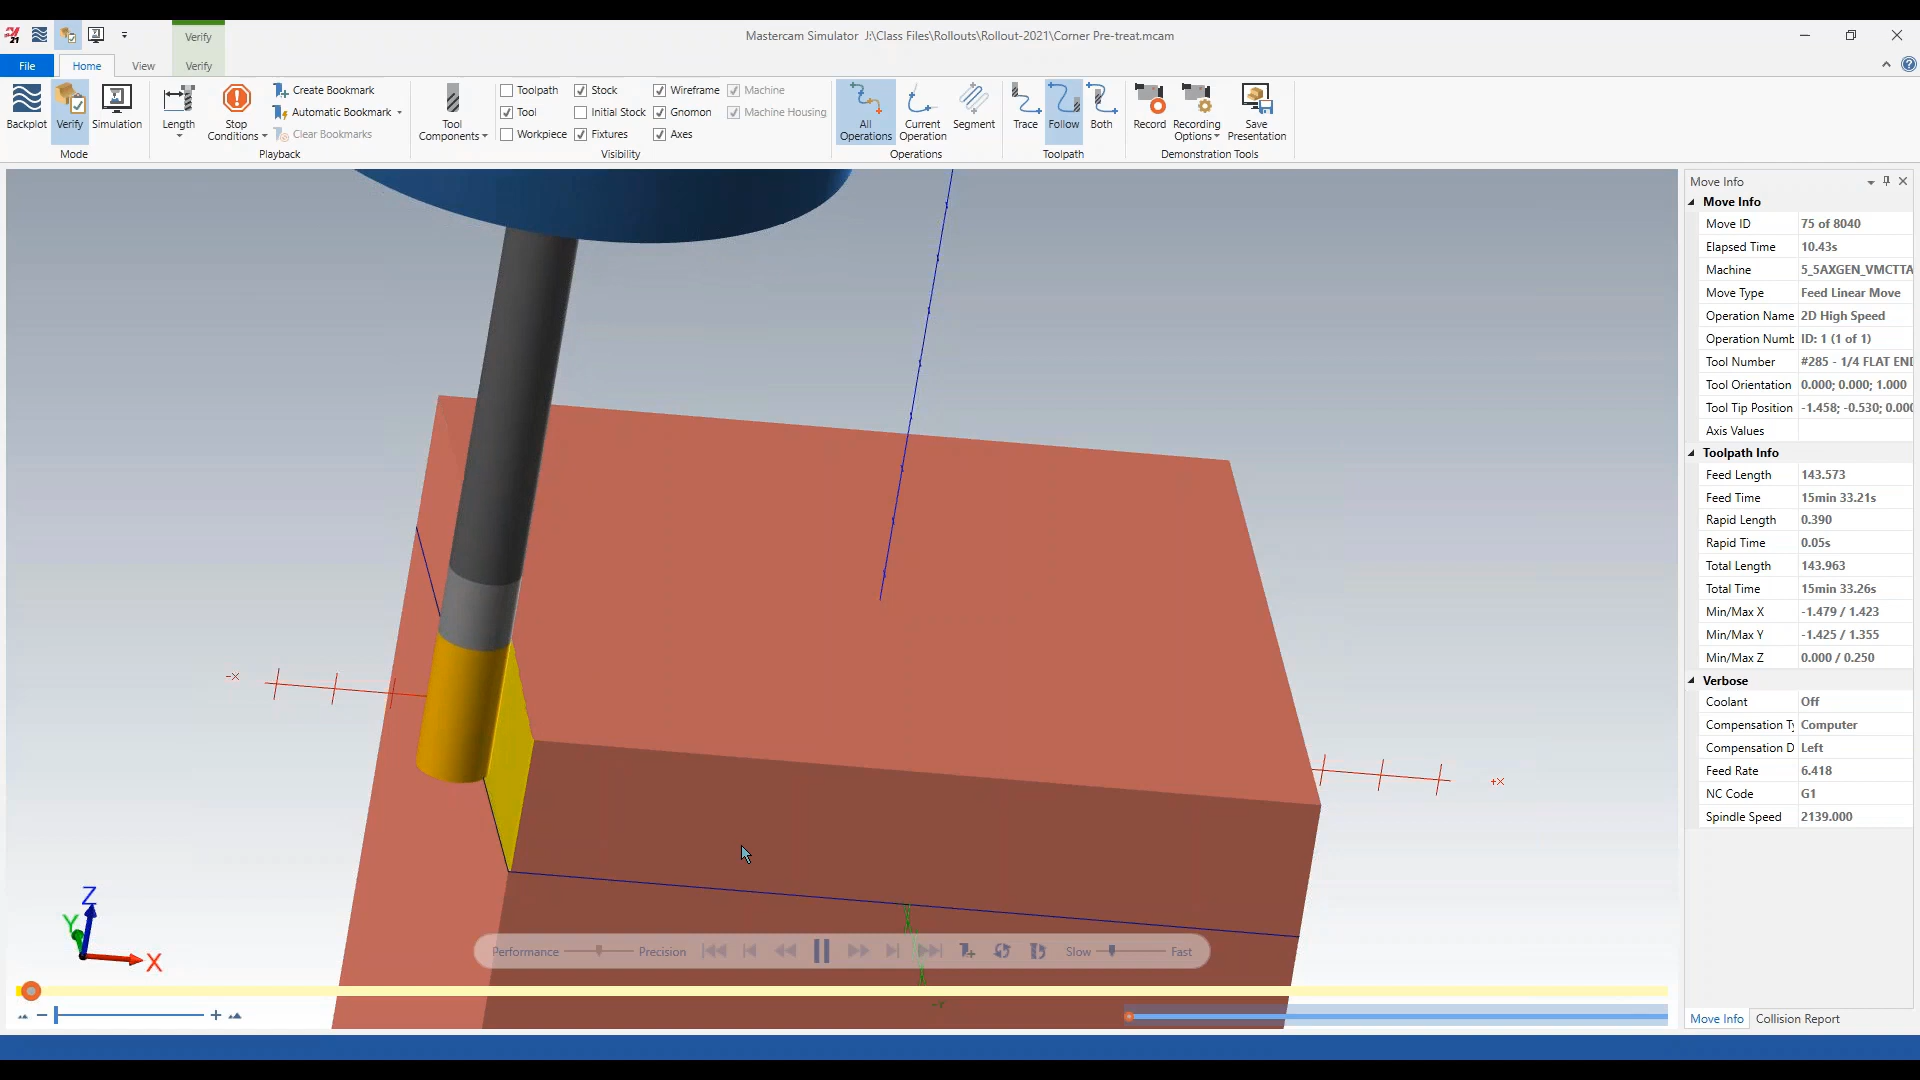 21
Verify
Mastercam Simulator J:\Class Files\Rollouts\Rollout-2021\Corner Pre-treat.mcam
File
Home
View
Verify
Backplot
Verify
Simulation
Mode
Length
Stop Conditions
Create Bookmark
Automatic Bookmark
Clear Bookmarks
Playback
Tool Components
Toolpath
Tool
Workpiece
Stock
Initial Stock
Fixtures
Wireframe
Gnomon
Axes
Machine
Machine Housing
Visibility
All Operations
Current Operation
Segment
Operations
Trace
Follow
Both
Toolpath
Record
Recording Options
Save Presentation
Demonstration Tools
-X
+X
-Y
Z
Y
X
Performance
Precision
Slow
Fast
Move Info
Move Info
Move ID 75 of 8040
Elapsed Time 10.43s
Machine 5_5AXGEN_VMCTTA
Move Type Feed Linear Move
Operation Name 2D High Speed
Operation Numb ID: 1 (1 of 1)
Tool Number #285 - 1/4 FLAT END
Tool Orientation 0.000; 0.000; 1.000
Tool Tip Position -1.458; -0.530; 0.000
Axis Values
Toolpath Info
Feed Length 143.573
Feed Time 15min 33.21s
Rapid Length 0.390
Rapid Time 0.05s
Total Length 143.963
Total Time 15min 33.26s
Min/Max X -1.479 / 1.423
Min/Max Y -1.425 / 1.355
Min/Max Z 0.000 / 0.250
Verbose
Coolant Off
Compensation Ty Computer
Compensation D Left
Feed Rate 6.418
NC Code G1
Spindle Speed 2139.000
Move Info
Collision Report